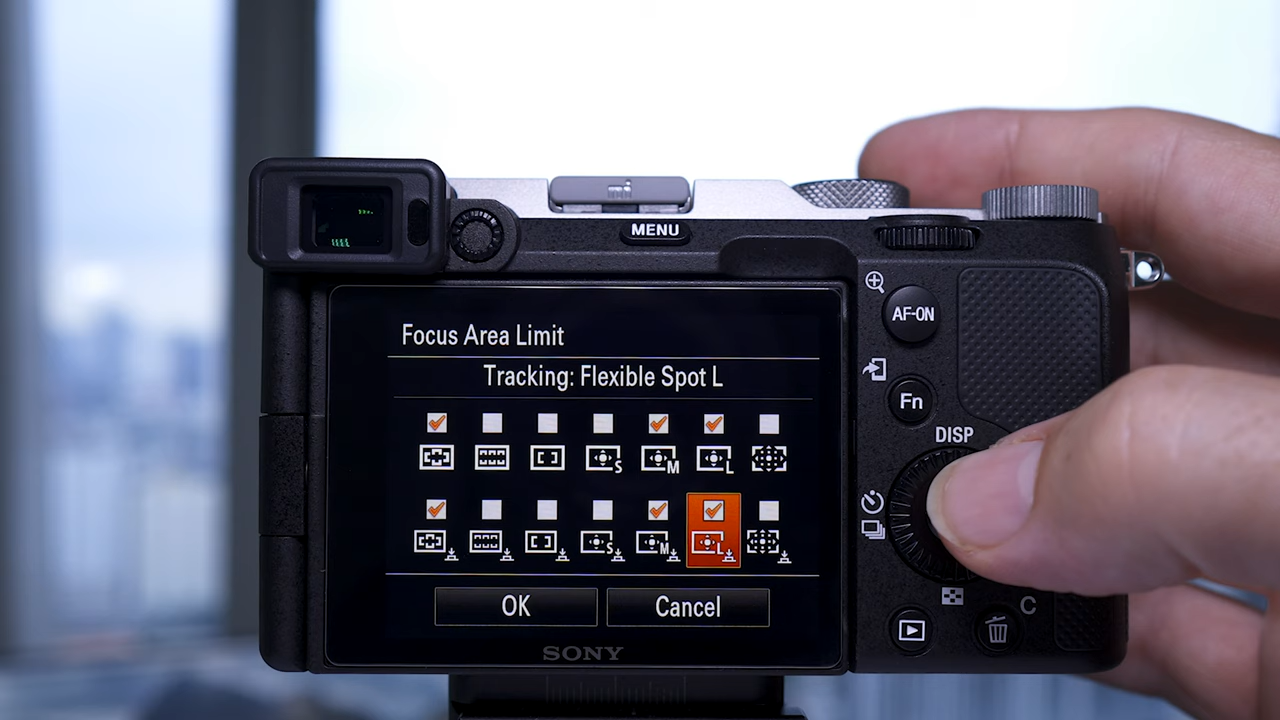 MENU
AF-ON
Fn
DISP
Focus Area Limit
Tracking: Flexible Spot L
S M L
S M L
OK Cancel
C
SONY